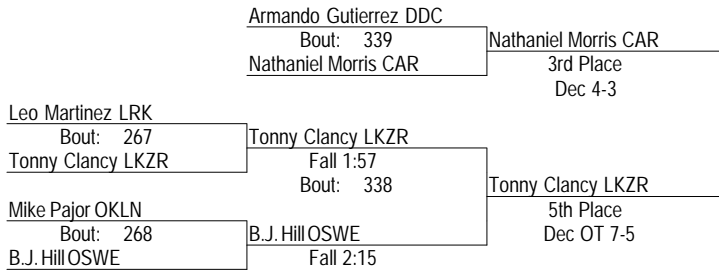 Armando Gutierrez DDC
Bout: 339
Nathaniel Morris CAR
Nathaniel Morris CAR
3rd Place
Dec 4-3
Leo Martinez LRK
Bout: 267
Tonny Clancy LKZR
Tonny Clancy LKZR
Fall 1:57
Bout: 338
Tonny Clancy LKZR
5th Place
Dec OT 7-5
Mike Pajor OKLN
Bout: 268
B.J. Hill OSWE
B.J. Hill OSWE
Fall 2:15